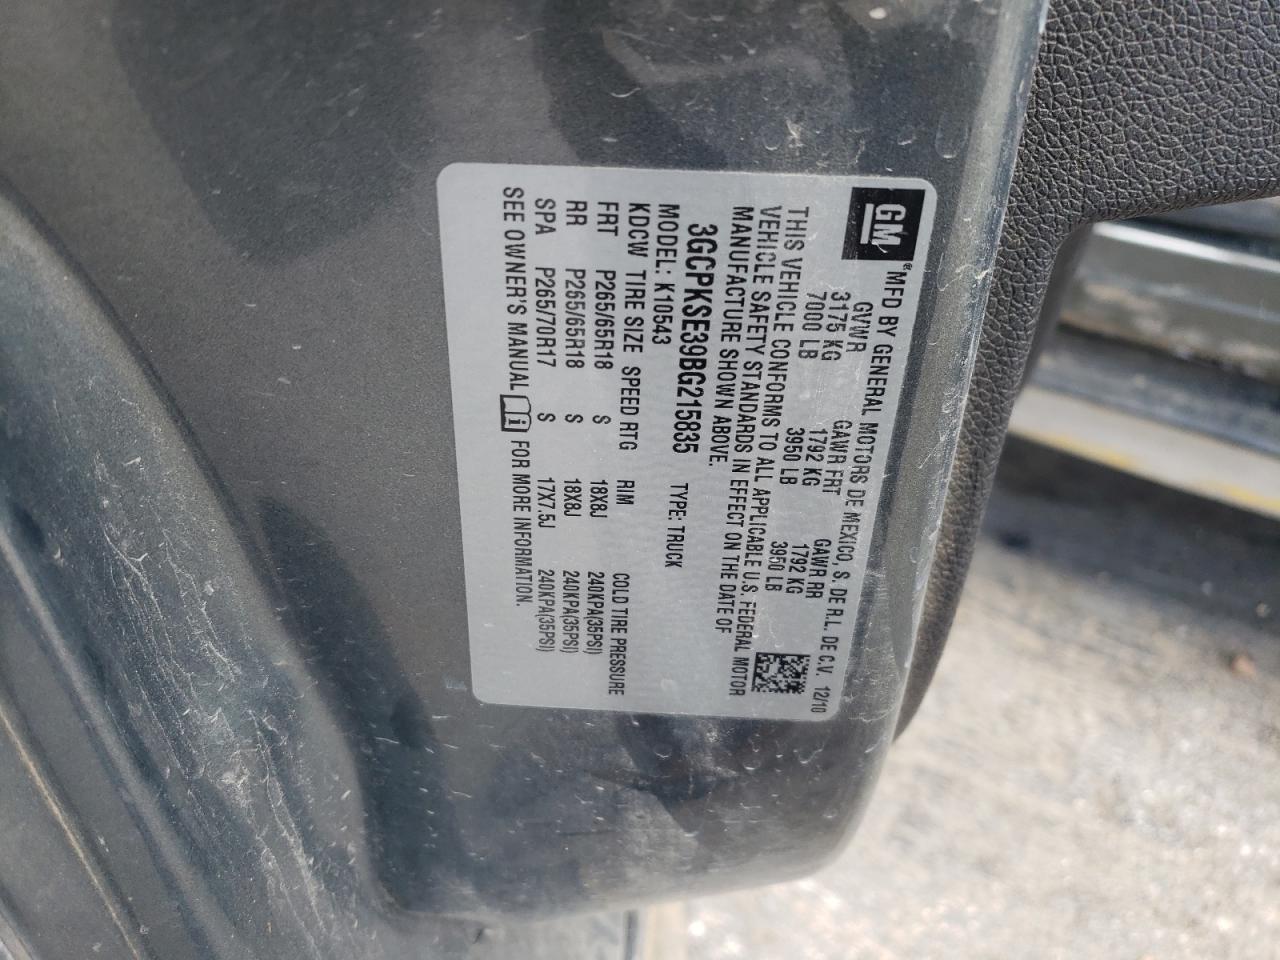 GM® MFD BY GENERAL MOTORS DE MEXICO, S. DE R.L. DE C.V. 12/10
GVWR GAWR FRT GAWR RR
3175 KG 1792 KG 1792 KG
7000 LB 3950 LB 3950 LB
THIS VEHICLE CONFORMS TO ALL APPLICABLE U.S. FEDERAL MOTOR
VEHICLE SAFETY STANDARDS IN EFFECT ON THE DATE OF
MANUFACTURE SHOWN ABOVE.
3GCPKSE39BG215835 TYPE: TRUCK
MODEL: K10543
KDCW TIRE SIZE SPEED RTG RIM COLD TIRE PRESSURE
FRT P265/65R18 S 18X8J 240KPA(35PSI)
RR P265/65R18 S 18X8J 240KPA(35PSI)
SPA P265/70R17 S 17X7.5J 240KPA(35PSI)
SEE OWNER'S MANUAL i FOR MORE INFORMATION.